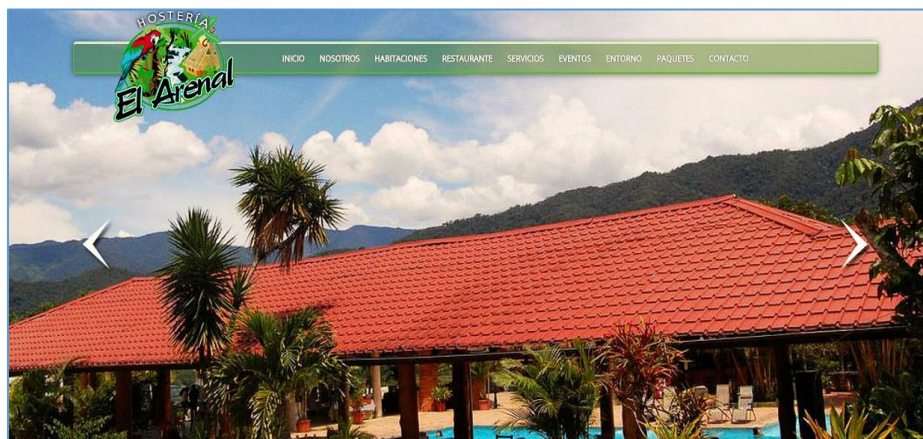 HOSTERÍA
El Arenal
INICIO NOSOTROS HABITACIONES RESTAURANTE SERVICIOS EVENTOS ENTORNO PAQUETES CONTACTO